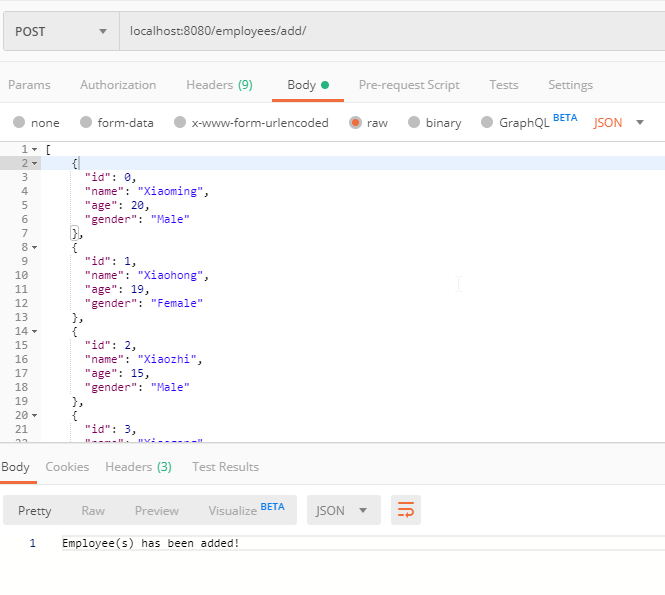 POST localhost:8080/employees/add/
Params Authorization Headers (9) Body Pre-request Script Tests Settings
none form-data x-www-form-urlencoded raw binary GraphQL BETA JSON
1 [
2 {
3 "id": 0,
4 "name": "Xiaoming",
5 "age": 20,
6 "gender": "Male"
7 },
8 {
9 "id": 1,
10 "name": "Xiaohong",
11 "age": 19,
12 "gender": "Female"
13 },
14 {
15 "id": 2,
16 "name": "Xiaozhi",
17 "age": 15,
18 "gender": "Male"
19 },
20 {
21 "id": 3,
Body Cookies Headers (3) Test Results
Pretty Raw Preview Visualize BETA JSON
1 Employee(s) has been added!